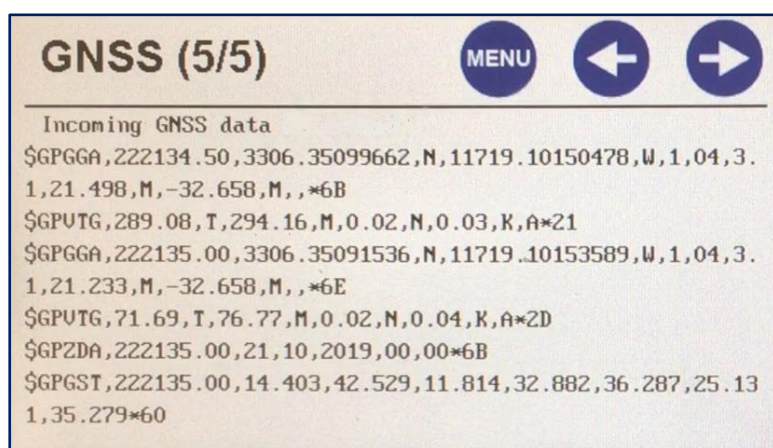 GNSS (5/5)
MENU
Incoming GNSS data
$GPGGA,222134.50,3306.35099662,N,11719.10150478,W,1,04,3.
1,21.498,M,-32.658,M,,*6B
$GPVTG,289.08,T,294.16,M,0.02,N,0.03,K,A*21
$GPGGA,222135.00,3306.35091536,N,11719.10153589,W,1,04,3.
1,21.233,M,-32.658,M,,*6E
$GPVTG,71.69,T,76.77,M,0.02,N,0.04,K,A*2D
$GPZDA,222135.00,21,10,2019,00,00*6B
$GPGST,222135.00,14.403,42.529,11.814,32.882,36.287,25.13
1,35.279*60